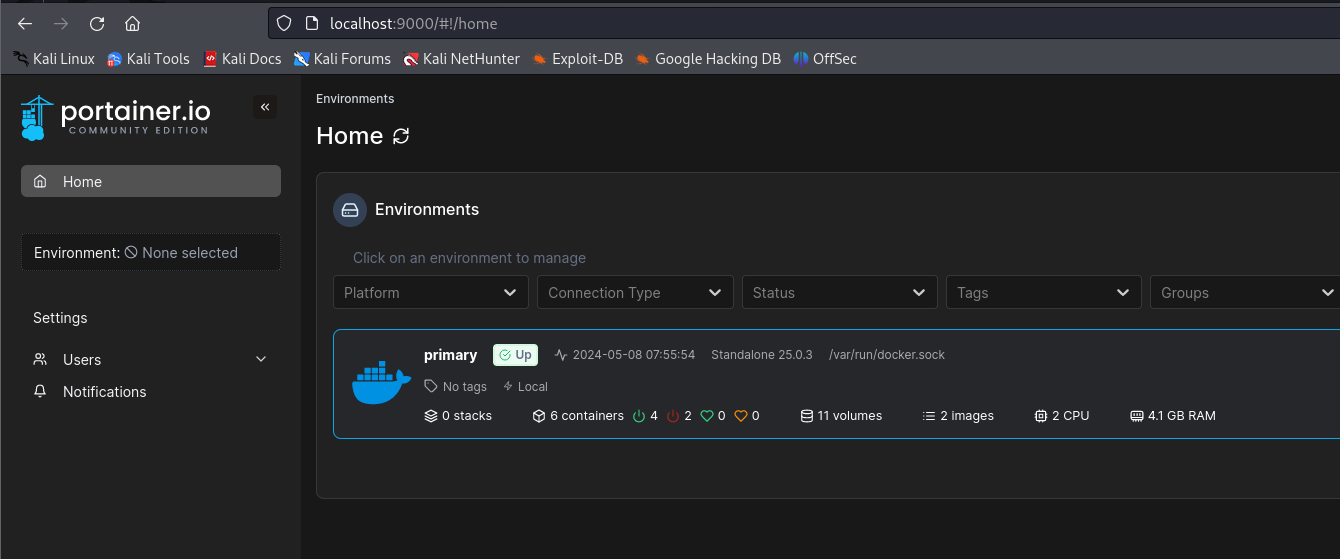 localhost:9000/#!/home
Kali Linux Kali Tools Kali Docs Kali Forums Kali NetHunter Exploit-DB Google Hacking DB OffSec
portainer.io
COMMUNITY EDITION
Home
Environment: None selected
Settings
Users
Notifications
Environments
Home
Environments
Click on an environment to manage
Platform Connection Type Status Tags Groups
primary Up 2024-05-08 07:55:54 Standalone 25.0.3 /var/run/docker.sock
No tags Local
0 stacks 6 containers 4 2 0 0 11 volumes 2 images 2 CPU 4.1 GB RAM